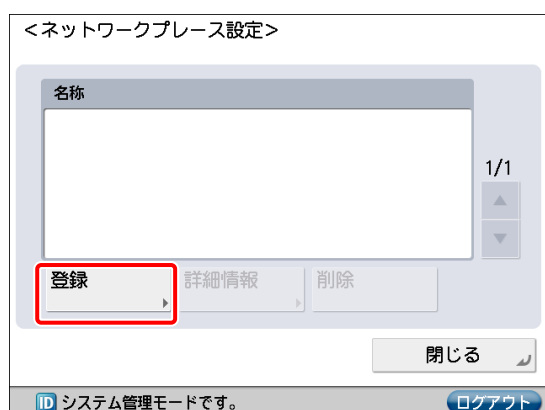 <ネットワークプレース設定>
名称
1/1
登録
詳細情報
削除
閉じる
ID システム管理モードです。
ログアウト